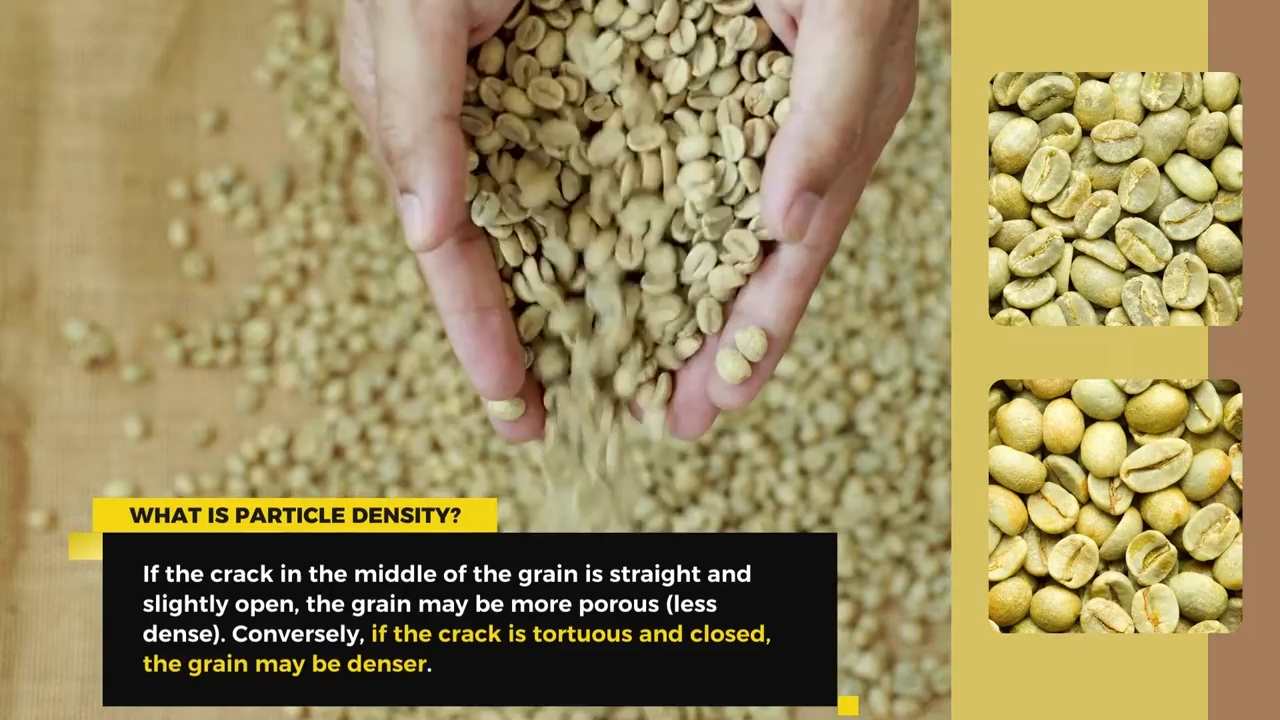 WHAT IS PARTICLE DENSITY?
If the crack in the middle of the grain is straight and
slightly open, the grain may be more porous (less
dense). Conversely, if the crack is tortuous and closed,
the grain may be denser.